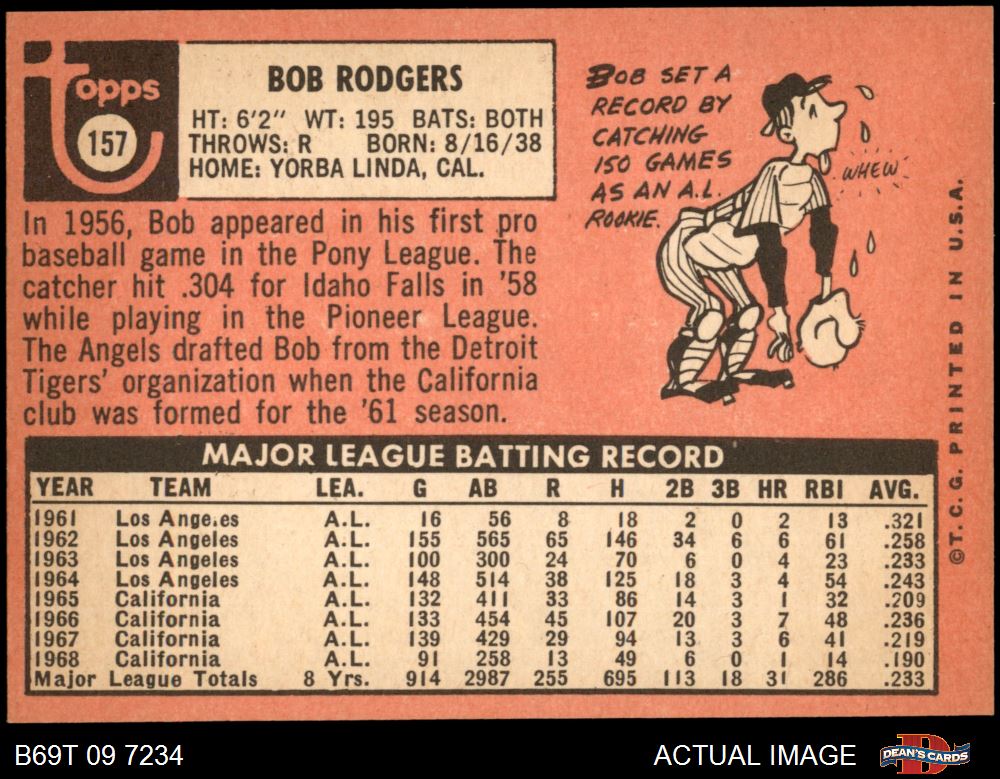 topps
157
BOB RODGERS
HT: 6'2" WT: 195 BATS: BOTH
THROWS: R BORN: 8/16/38
HOME: YORBA LINDA, CAL.
In 1956, Bob appeared in his first pro
baseball game in the Pony League. The
catcher hit .304 for Idaho Falls in '58
while playing in the Pioneer League.
The Angels drafted Bob from the Detroit
Tigers' organization when the California
club was formed for the '61 season.
BOB SET A
RECORD BY
CATCHING
150 GAMES
AS AN A.L.
ROOKIE.
WHEW
MAJOR LEAGUE BATTING RECORD
YEAR TEAM LEA. G AB R H 2B 3B HR RBI AVG.
1961 Los Angeles A.L. 16 56 8 18 2 0 2 13 .321
1962 Los Angeles A.L. 155 565 65 146 34 6 6 61 .258
1963 Los Angeles A.L. 100 300 24 70 6 0 4 23 .233
1964 Los Angeles A.L. 148 514 38 125 18 3 4 54 .243
1965 California A.L. 132 411 33 86 14 3 1 32 .209
1966 California A.L. 133 454 45 107 20 3 7 48 .236
1967 California A.L. 139 429 29 94 13 3 6 41 .219
1968 California A.L. 91 258 13 49 6 0 1 14 .190
Major League Totals 8 Yrs. 914 2987 255 695 113 18 31 286 .233
©T. C. G. PRINTED IN U.S.A.
B69T 09 7234
ACTUAL IMAGE
DEAN'S CARDS